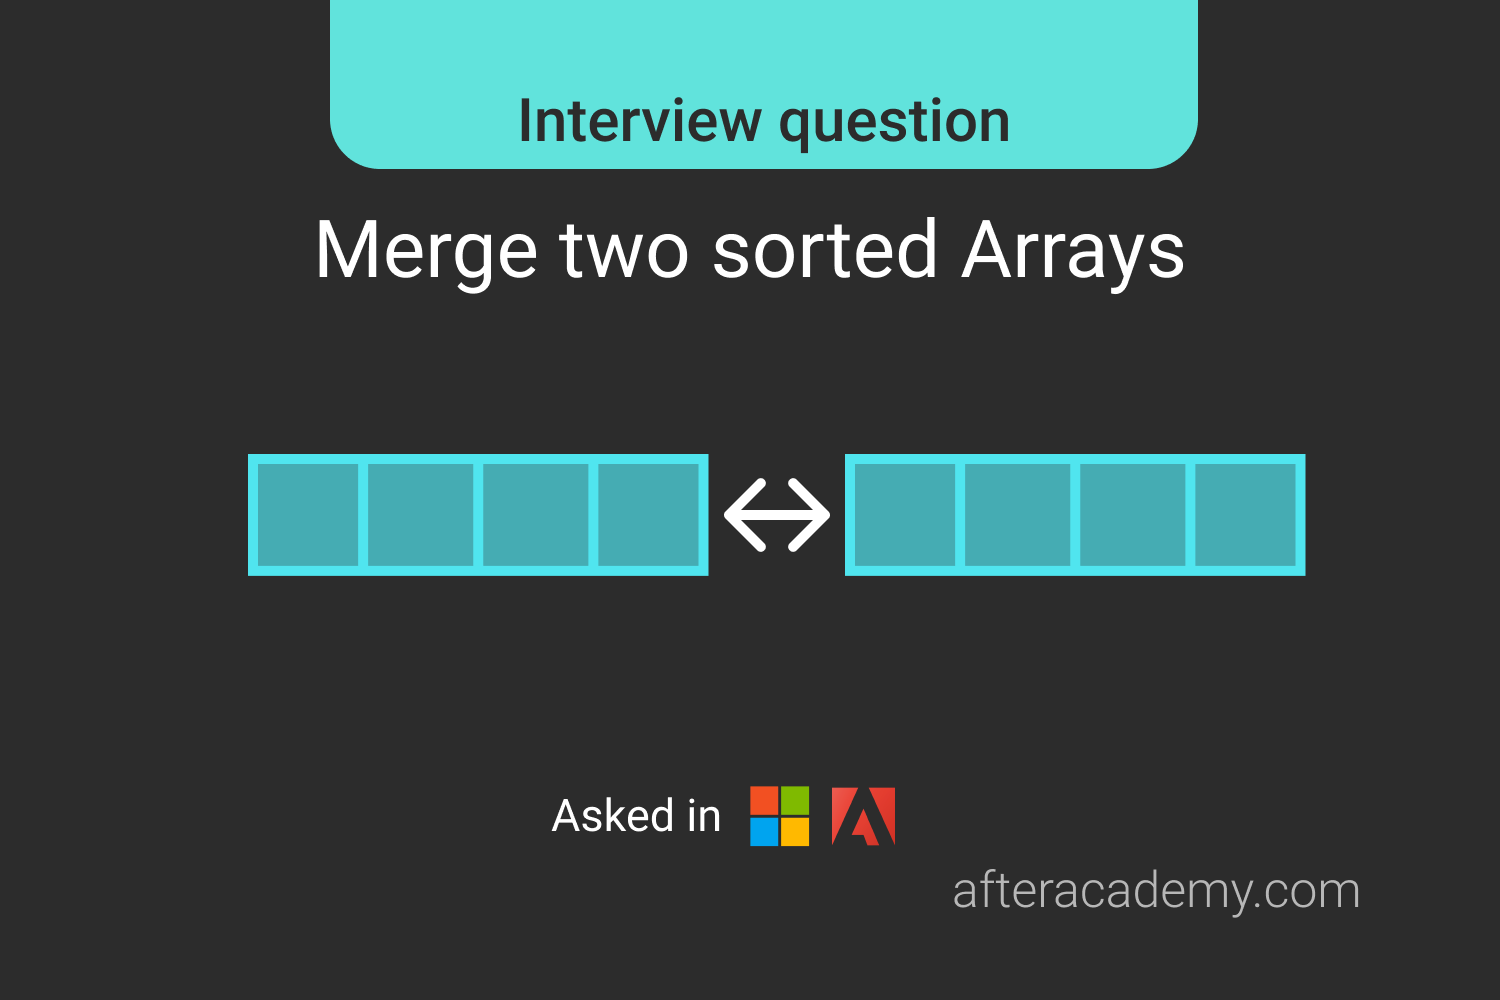 Interview question
Merge two sorted Arrays
Asked in
afteracademy.com